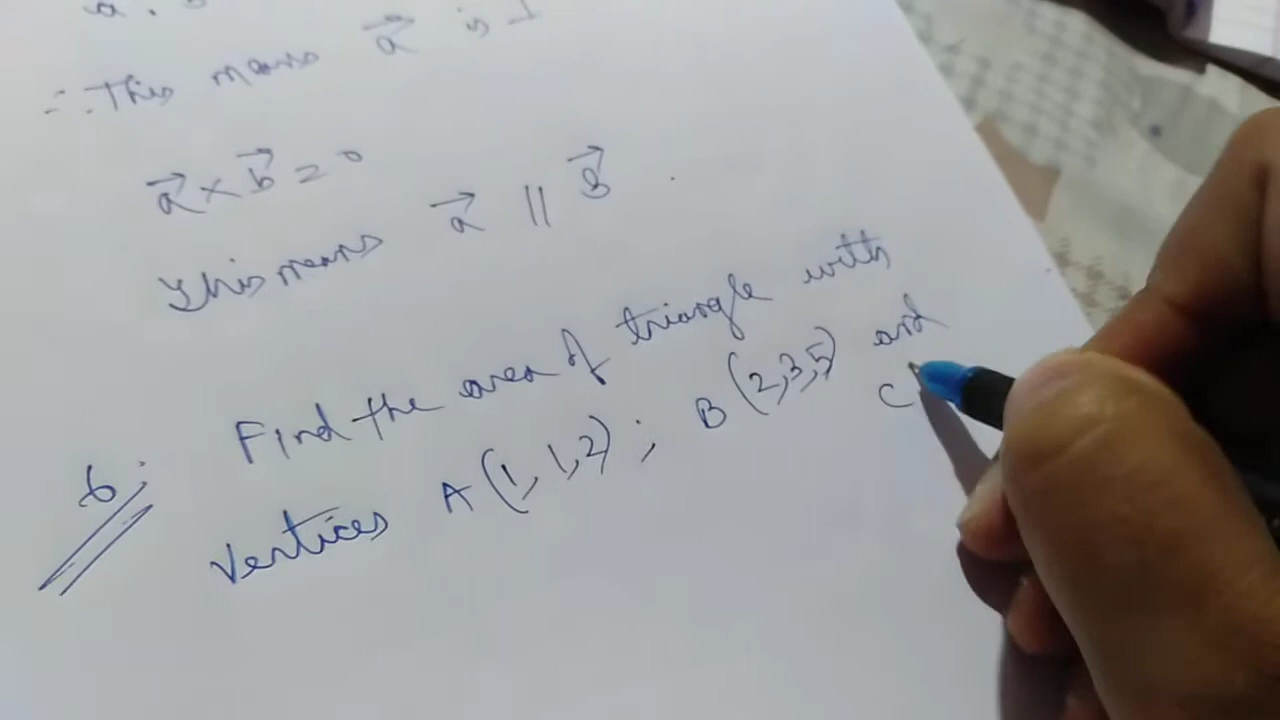 ∴ This means a⃗ is ⊥
a⃗ × b⃗ = 0
This means a⃗ || b⃗ .
6. Find the area of triangle with
vertices A (1, 1, 2) ; B (2, 3, 5) and
C